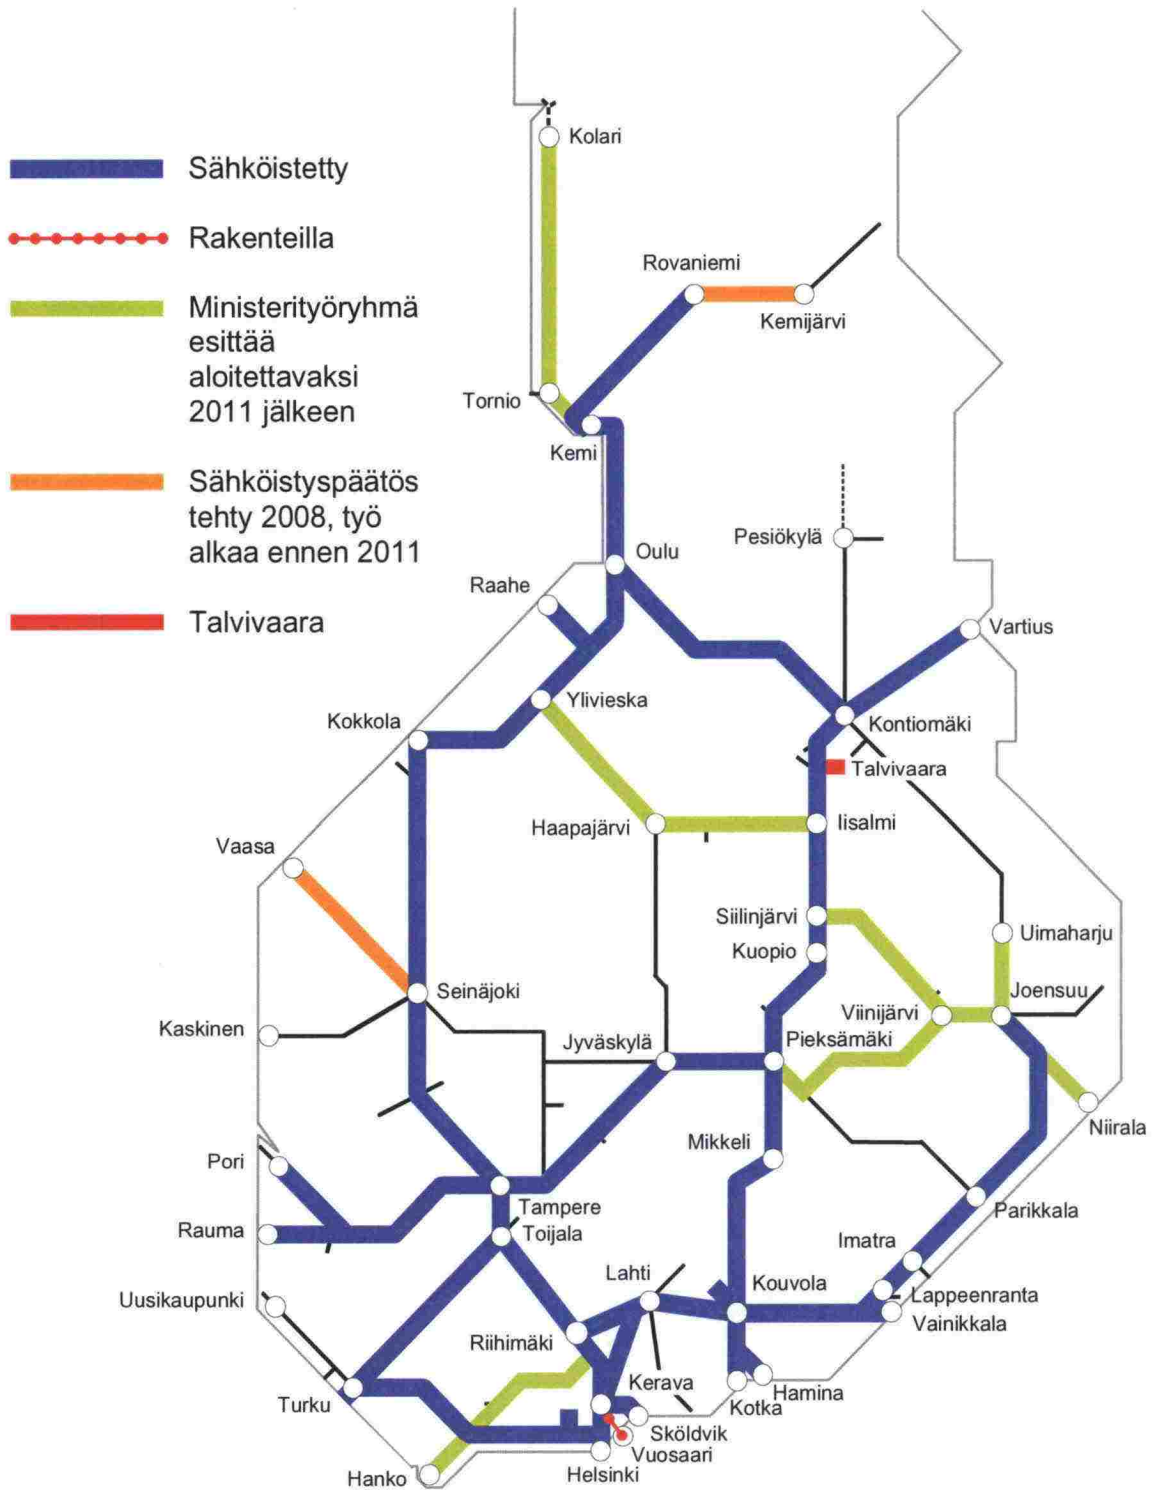 Sähköistetty
Rakenteilla
Ministerityöryhmä
esittää
aloitettavaksi
2011 jälkeen
Sähköistyspäätös
tehty 2008, työ
alkaa ennen 2011
Talvivaara
Kolari
Rovaniemi
Kemijärvi
Tornio
Kemi
Pesiökylä
Oulu
Raahe
Vartius
Ylivieska
Kokkola
Kontiomäki
Talvivaara
Haapajärvi
Iisalmi
Vaasa
Siilinjärvi
Kuopio
Uimaharju
Seinäjoki
Joensuu
Viinijärvi
Kaskinen
Jyväskylä
Pieksämäki
Niirala
Mikkeli
Pori
Tampere
Parikkala
Rauma
Toijala
Imatra
Lahti
Kouvola
Lappeenranta
Uusikaupunki
Vainikkala
Riihimäki
Kerava
Hamina
Turku
Kotka
Sköldvik
Vuosaari
Helsinki
Hanko